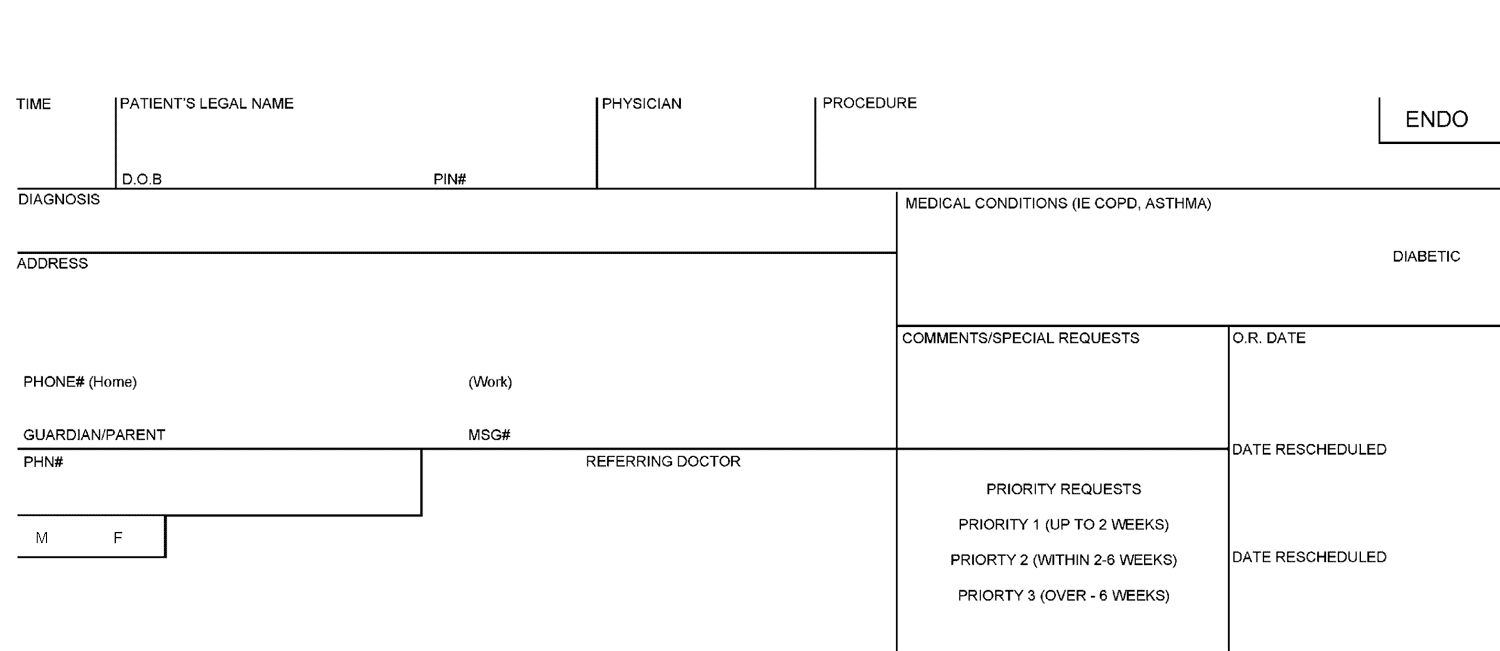 TIME PATIENT'S LEGAL NAME PHYSICIAN PROCEDURE
ENDO
D.O.B PIN#
DIAGNOSIS
MEDICAL CONDITIONS (IE COPD, ASTHMA)
DIABETIC
ADDRESS
COMMENTS/SPECIAL REQUESTS O.R. DATE
PHONE# (Home) (Work)
GUARDIAN/PARENT MSG#
DATE RESCHEDULED
PHN# REFERRING DOCTOR
PRIORITY REQUESTS
PRIORITY 1 (UP TO 2 WEEKS)
M F
PRIORTY 2 (WITHIN 2-6 WEEKS)
DATE RESCHEDULED
PRIORTY 3 (OVER - 6 WEEKS)